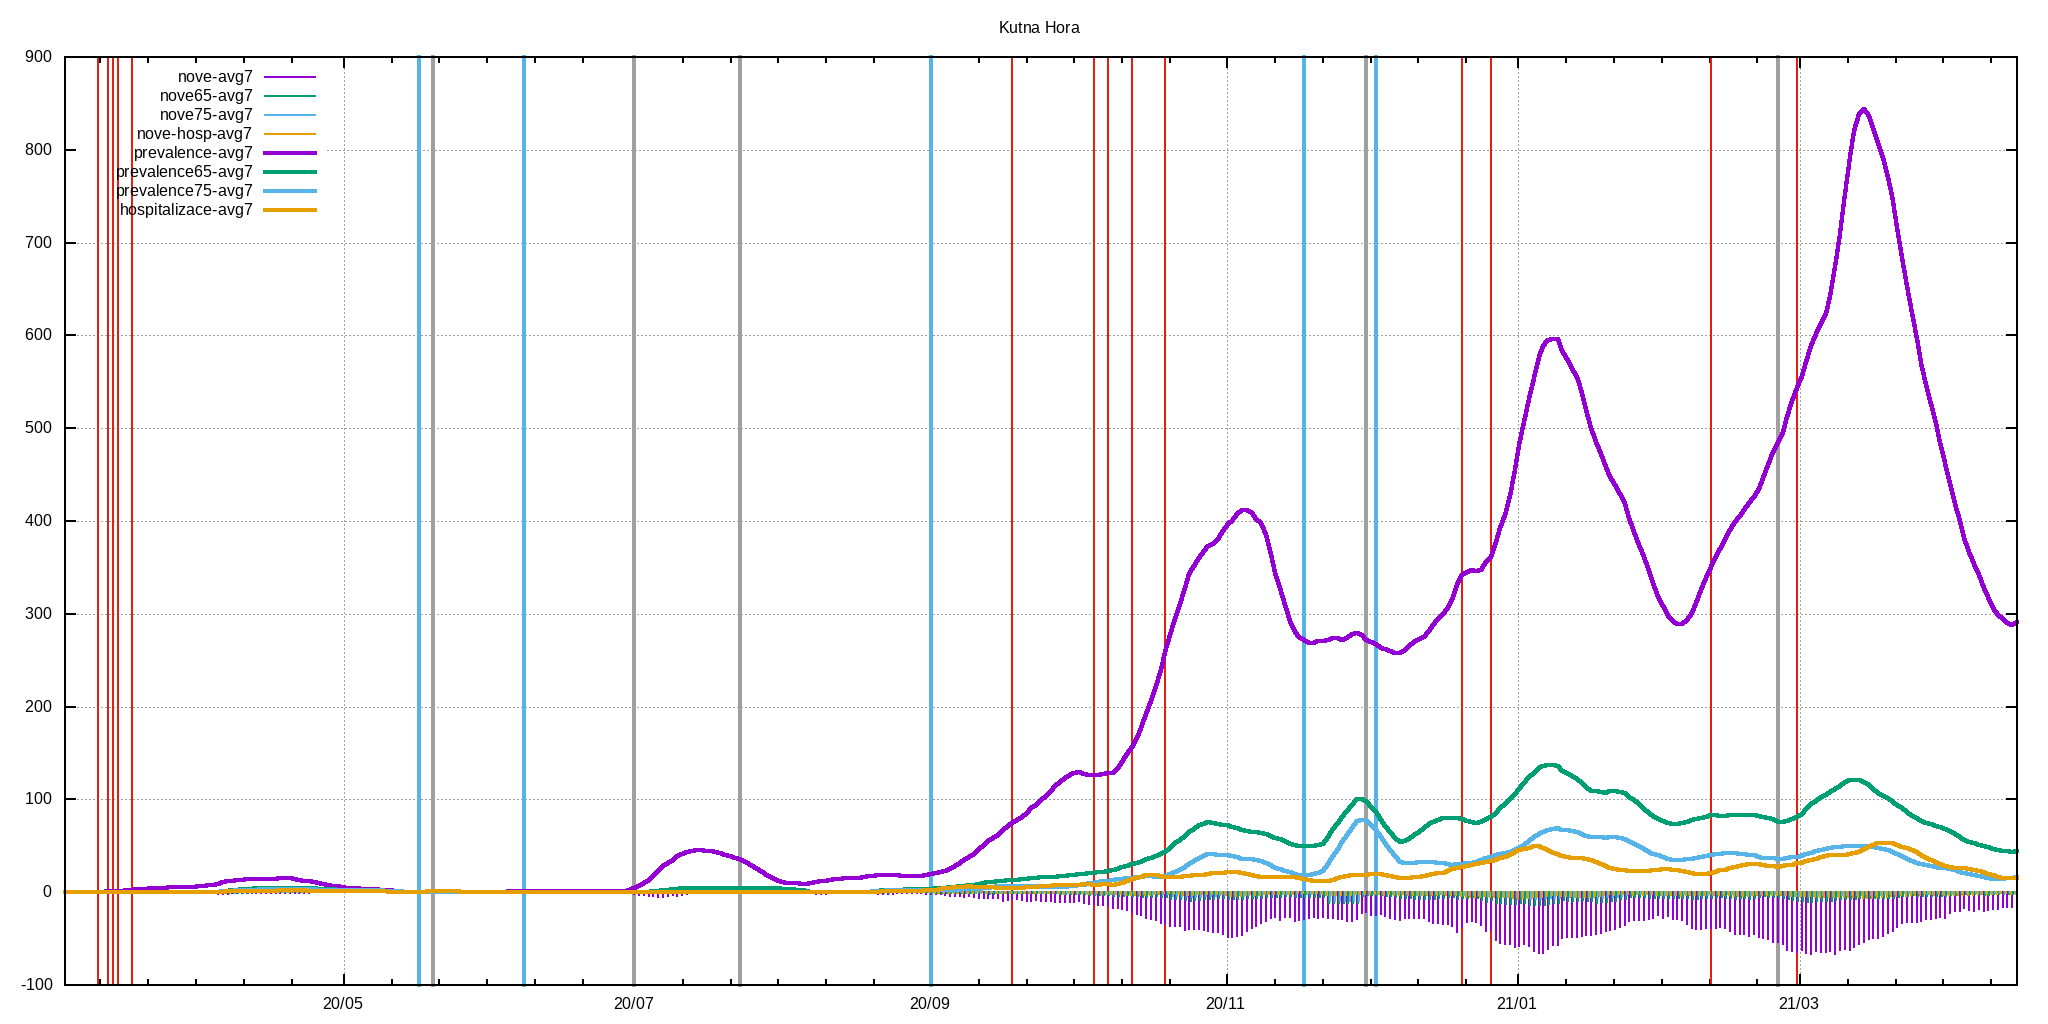 Kutna Hora
900
800
700
600
500
400
300
200
100
0
-100
nove-avg7
nove65-avg7
nove75-avg7
nove-hosp-avg7
prevalence-avg7
prevalence65-avg7
prevalence75-avg7
hospitalizace-avg7
20/05
20/07
20/09
20/11
21/01
21/03